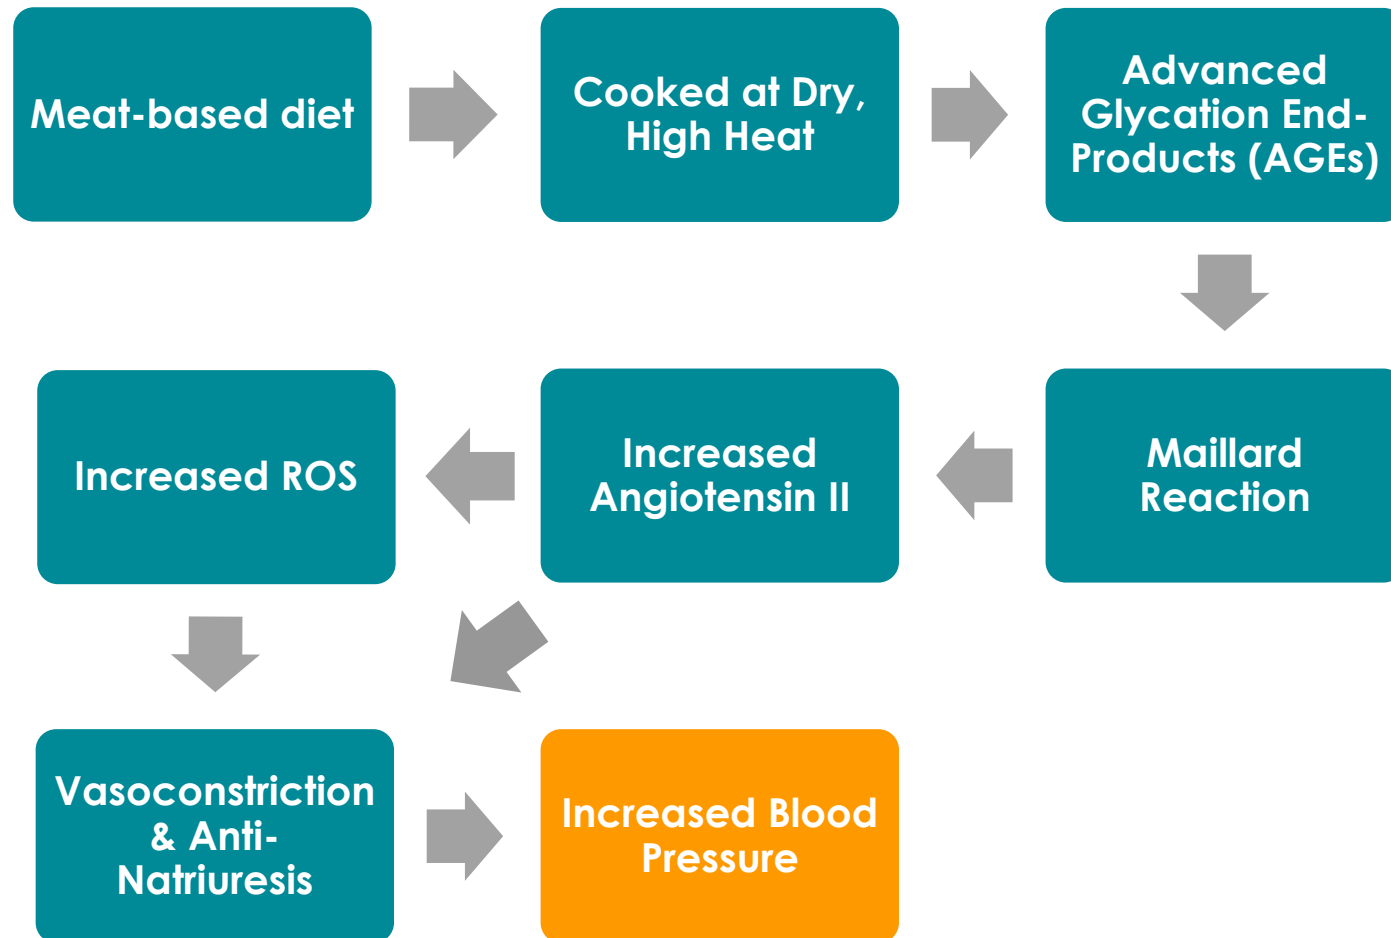 Meat-based diet
Cooked at Dry,
High Heat
Advanced
Glycation End-
Products (AGEs)
Maillard
Reaction
Increased
Angiotensin II
Increased ROS
Vasoconstriction
& Anti-
Natriuresis
Increased Blood
Pressure